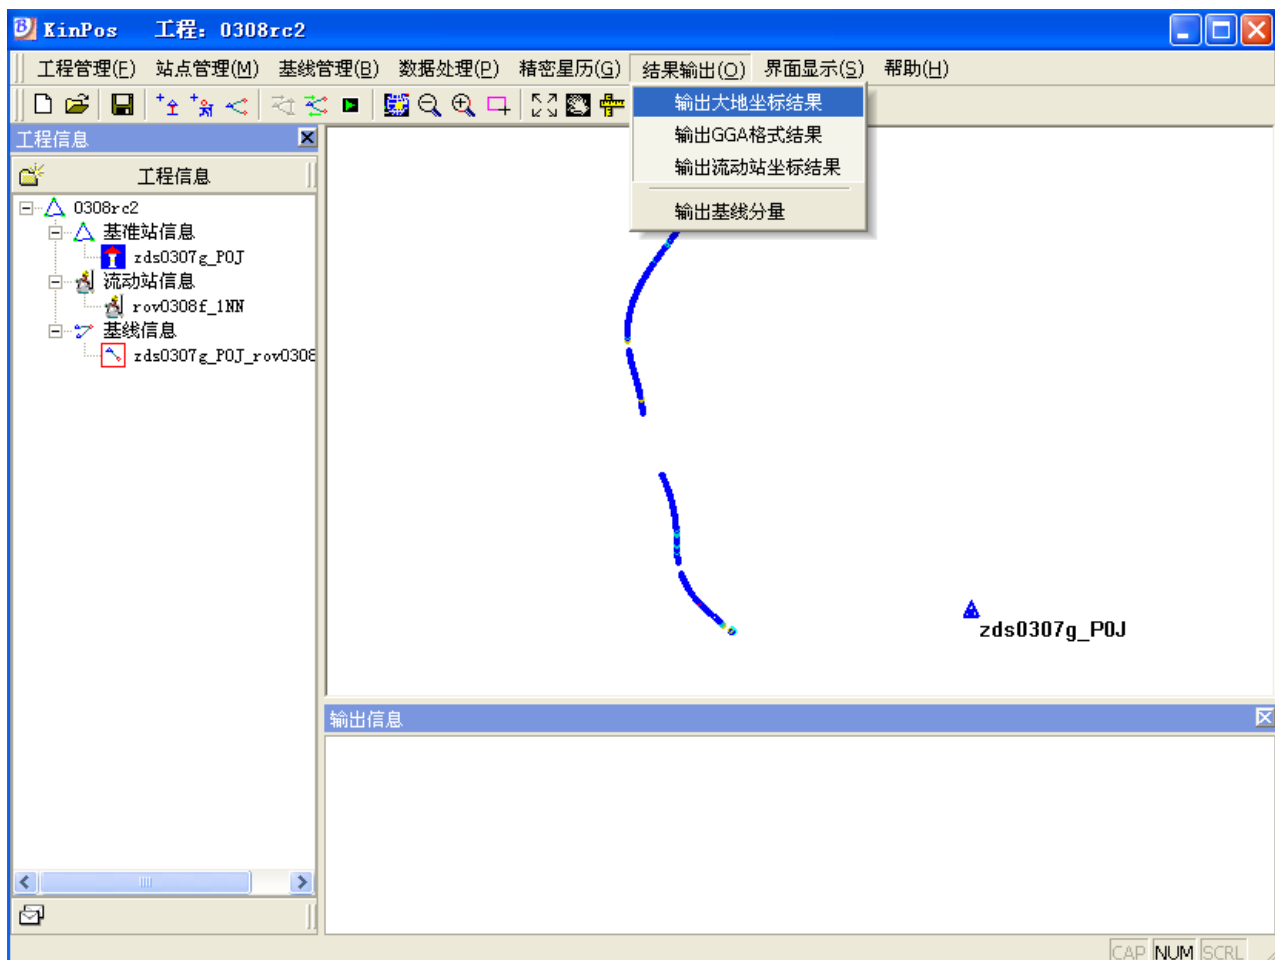 KinPos 工程: 0308rc2
工程管理(F) 站点管理(M) 基线管理(B) 数据处理(P) 精密星历(G) 结果输出(O) 界面显示(S) 帮助(H)
输出大地坐标结果
输出GGA格式结果
输出流动站坐标结果
输出基线分量
工程信息
工程信息
0308rc2
基准站信息
zds0307g_P0J
流动站信息
rov0308f_1NN
基线信息
zds0307g_P0J_rov0308
zds0307g_P0J
输出信息
CAP NUM SCRL